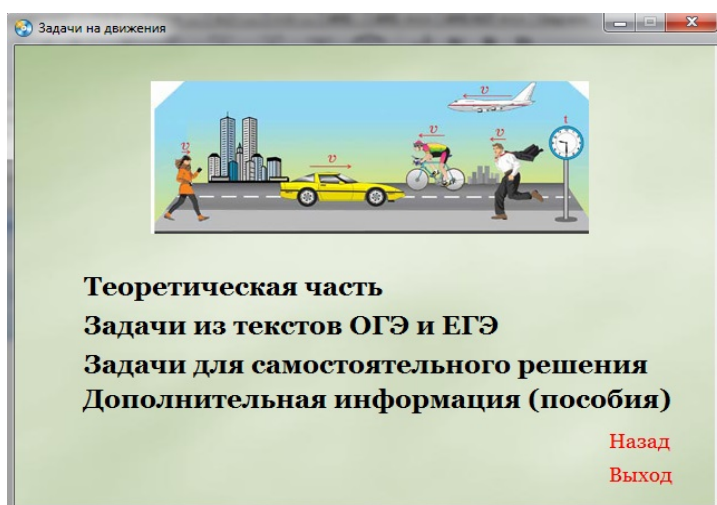 Задачи на движения
v
v
v
v
v
t
Теоретическая часть
Задачи из текстов ОГЭ и ЕГЭ
Задачи для самостоятельного решения
Дополнительная информация (пособия)
Назад
Выход